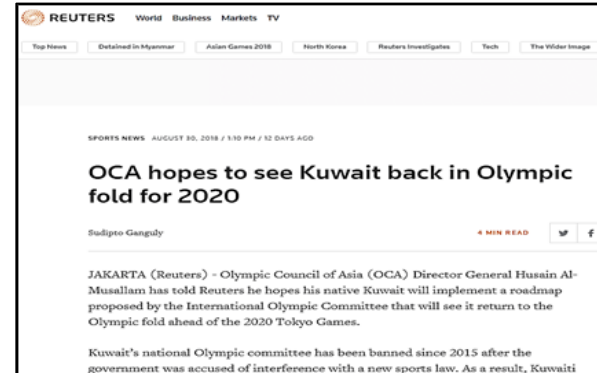 REUTERS World Business Markets TV
Top News Detained in Myanmar Asian Games 2018 North Korea Reuters Investigates Tech The Wider Image
SPORTS NEWS AUGUST 30, 2018 / 1:10 PM / 12 DAYS AGO
OCA hopes to see Kuwait back in Olympic
fold for 2020
Sudipto Ganguly 4 MIN READ
JAKARTA (Reuters) - Olympic Council of Asia (OCA) Director General Husain Al-
Musallam has told Reuters he hopes his native Kuwait will implement a roadmap
proposed by the International Olympic Committee that will see it return to the
Olympic fold ahead of the 2020 Tokyo Games.
Kuwait's national Olympic committee has been banned since 2015 after the
government was accused of interference with a new sports law. As a result, Kuwaiti